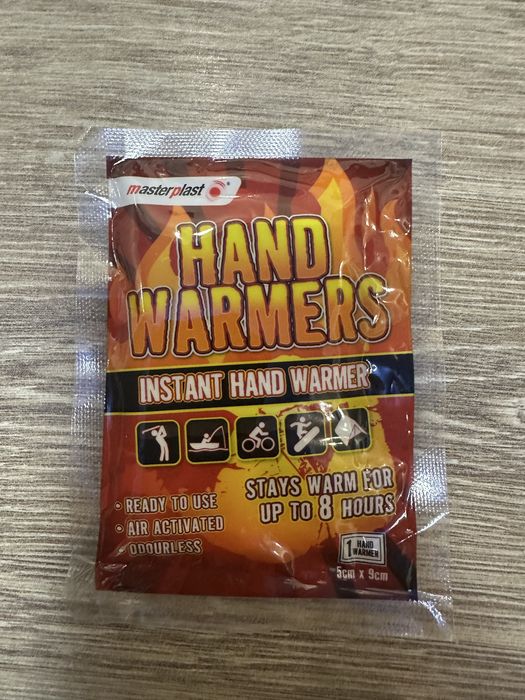 masterplast
HAND
WARMERS
INSTANT HAND WARMER
• READY TO USE
• AIR ACTIVATED
• ODOURLESS
STAYS WARM FOR
UP TO 8 HOURS
1 HAND
WARMER
5cm x 9cm